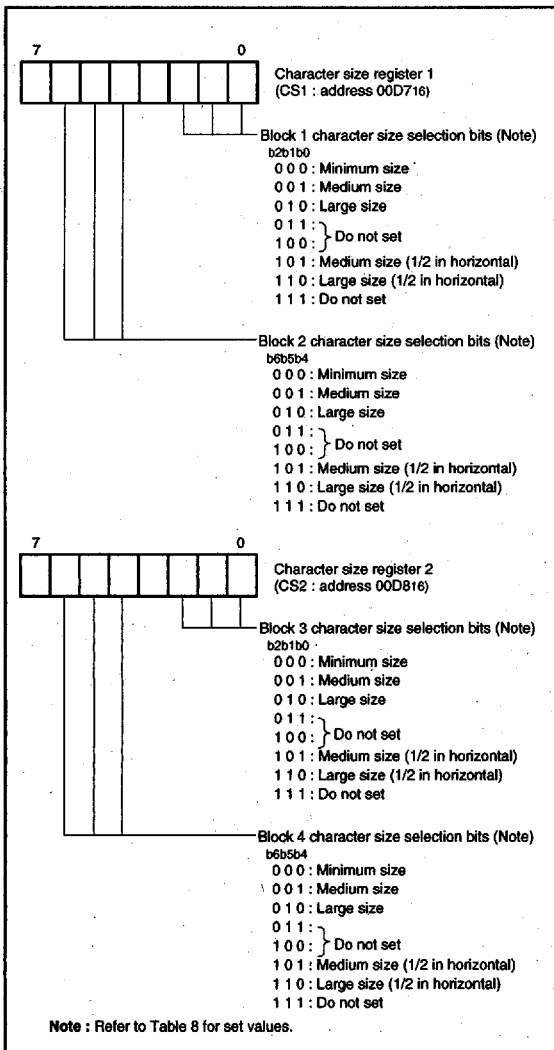 7 0
Character size register 1
(CS1 : address 00D716)
Block 1 character size selection bits (Note)
b2b1b0
0 0 0 : Minimum size
0 0 1 : Medium size
0 1 0 : Large size
0 1 1 :
1 0 0 : } Do not set
1 0 1 : Medium size (1/2 in horizontal)
1 1 0 : Large size (1/2 in horizontal)
1 1 1 : Do not set
Block 2 character size selection bits (Note)
b6b5b4
0 0 0 : Minimum size
0 0 1 : Medium size
0 1 0 : Large size
0 1 1 :
1 0 0 : } Do not set
1 0 1 : Medium size (1/2 in horizontal)
1 1 0 : Large size (1/2 in horizontal)
1 1 1 : Do not set
7 0
Character size register 2
(CS2 : address 00D816)
Block 3 character size selection bits (Note)
b2b1b0
0 0 0 : Minimum size
0 0 1 : Medium size
0 1 0 : Large size
0 1 1 :
1 0 0 : } Do not set
1 0 1 : Medium size (1/2 in horizontal)
1 1 0 : Large size (1/2 in horizontal)
1 1 1 : Do not set
Block 4 character size selection bits (Note)
b6b5b4
0 0 0 : Minimum size
0 0 1 : Medium size
0 1 0 : Large size
0 1 1 :
1 0 0 : } Do not set
1 0 1 : Medium size (1/2 in horizontal)
1 1 0 : Large size (1/2 in horizontal)
1 1 1 : Do not set
Note : Refer to Table 8 for set values.